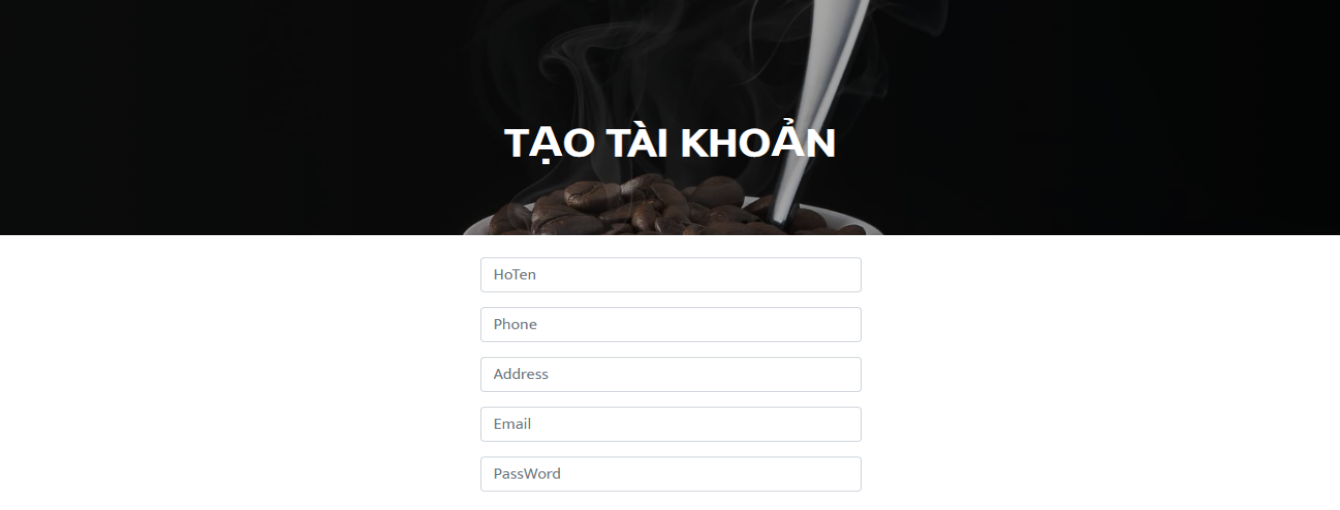 TẠO TÀI KHOẢN
HoTen
Phone
Address
Email
PassWord